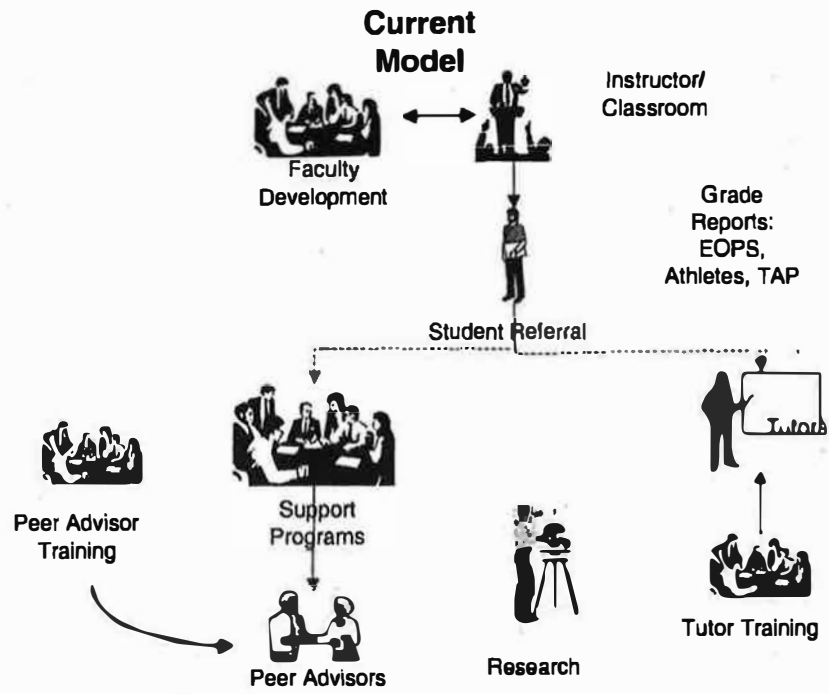 Current
Model
Instructor/
Classroom
Faculty
Development
Grade
Reports:
EOPS,
Athletes, TAP
Student Referral
Tutors
Support
Programs
Peer Advisor
Training
Tutor Training
Research
Peer Advisors